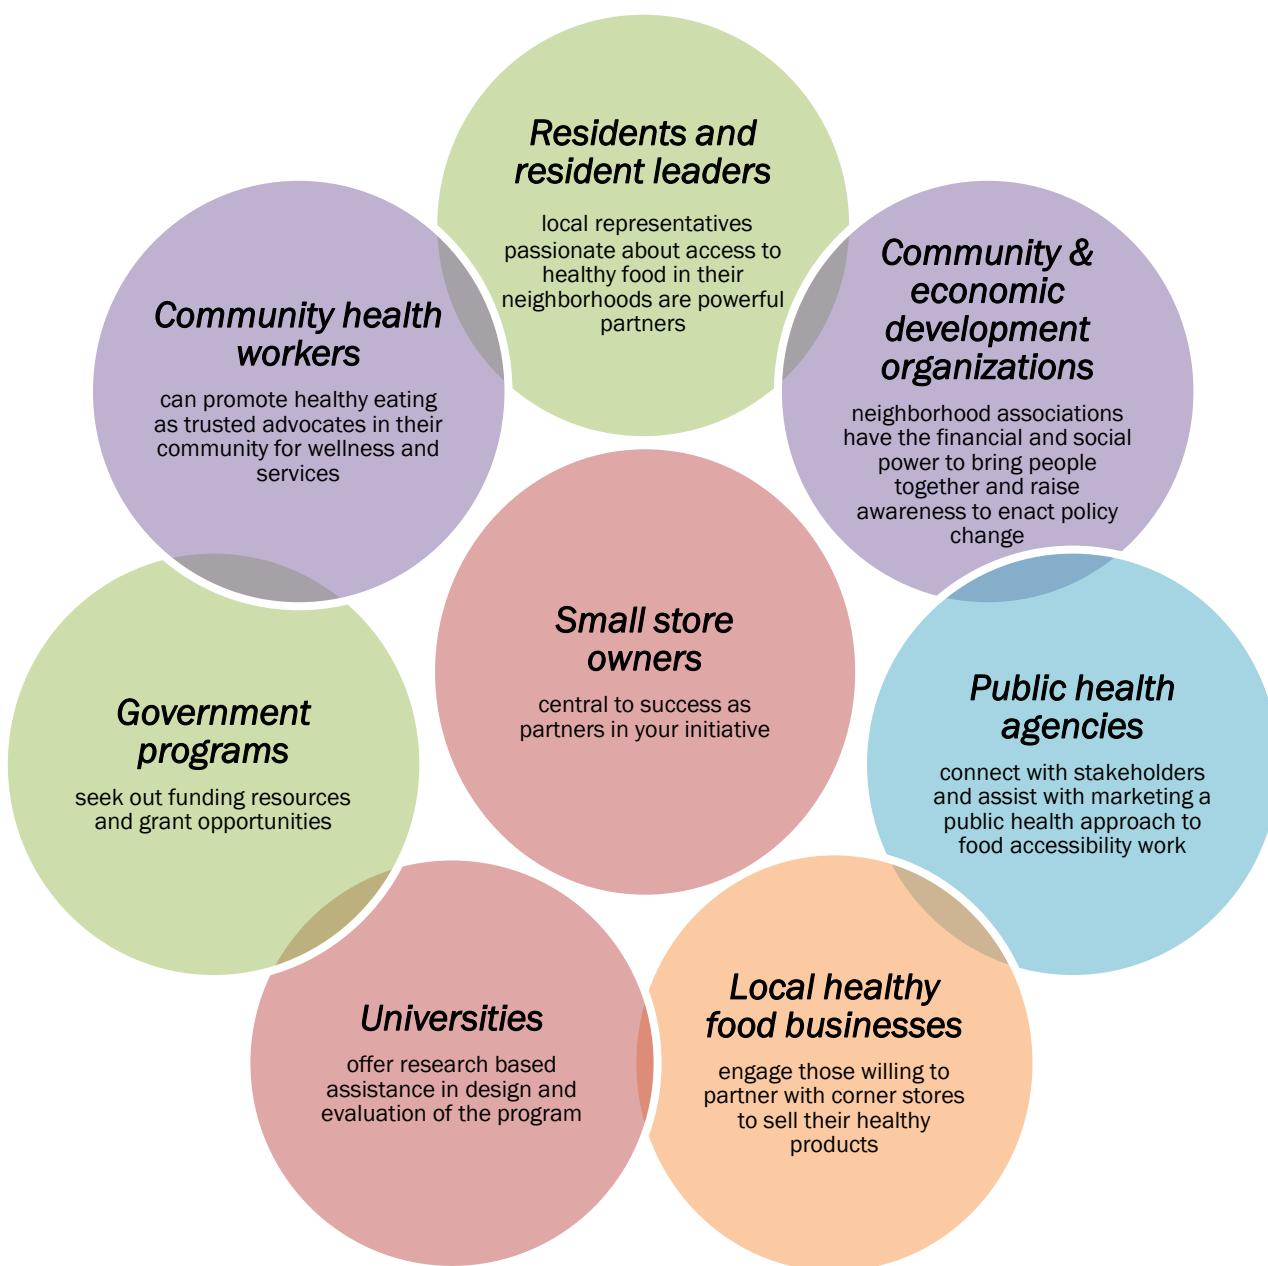 Residents and
resident leaders
local representatives
passionate about access to
healthy food in their
neighborhoods are powerful
partners
Community &
economic
development
organizations
neighborhood associations
have the financial and social
power to bring people
together and raise
awareness to enact policy
change
Community health
workers
can promote healthy eating
as trusted advocates in their
community for wellness and
services
Small store
owners
central to success as
partners in your initiative
Public health
agencies
connect with stakeholders
and assist with marketing a
public health approach to
food accessibility work
Government
programs
seek out funding resources
and grant opportunities
Local healthy
food businesses
engage those willing to
partner with corner stores
to sell their healthy
products
Universities
offer research based
assistance in design and
evaluation of the program